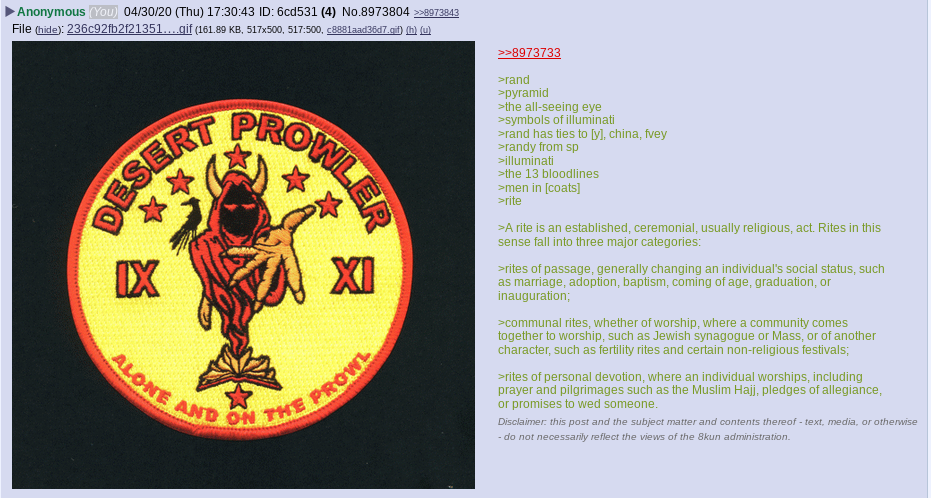 Anonymous (You) 04/30/20 (Thu) 17:30:43 ID: 6cd531 (4) No.8973804 >>8973843
File (hide): 236c92fb2f21351….gif (161.89 KB, 517x500, 517:500, c8881aad36d7.gif) (h) (u)
DESERT PROWLER
IX XI
ALONE AND ON THE PROWL
>>8973733
>rand
>pyramid
>the all-seeing eye
>symbols of illuminati
>rand has ties to [y], china, fvey
>randy from sp
>illuminati
>the 13 bloodlines
>men in [coats]
>rite
>A rite is an established, ceremonial, usually religious, act. Rites in this
sense fall into three major categories:
>rites of passage, generally changing an individual's social status, such
as marriage, adoption, baptism, coming of age, graduation, or
inauguration;
>communal rites, whether of worship, where a community comes
together to worship, such as Jewish synagogue or Mass, or of another
character, such as fertility rites and certain non-religious festivals;
>rites of personal devotion, where an individual worships, including
prayer and pilgrimages such as the Muslim Hajj, pledges of allegiance,
or promises to wed someone.
Disclaimer: this post and the subject matter and contents thereof - text, media, or otherwise
- do not necessarily reflect the views of the 8kun administration.